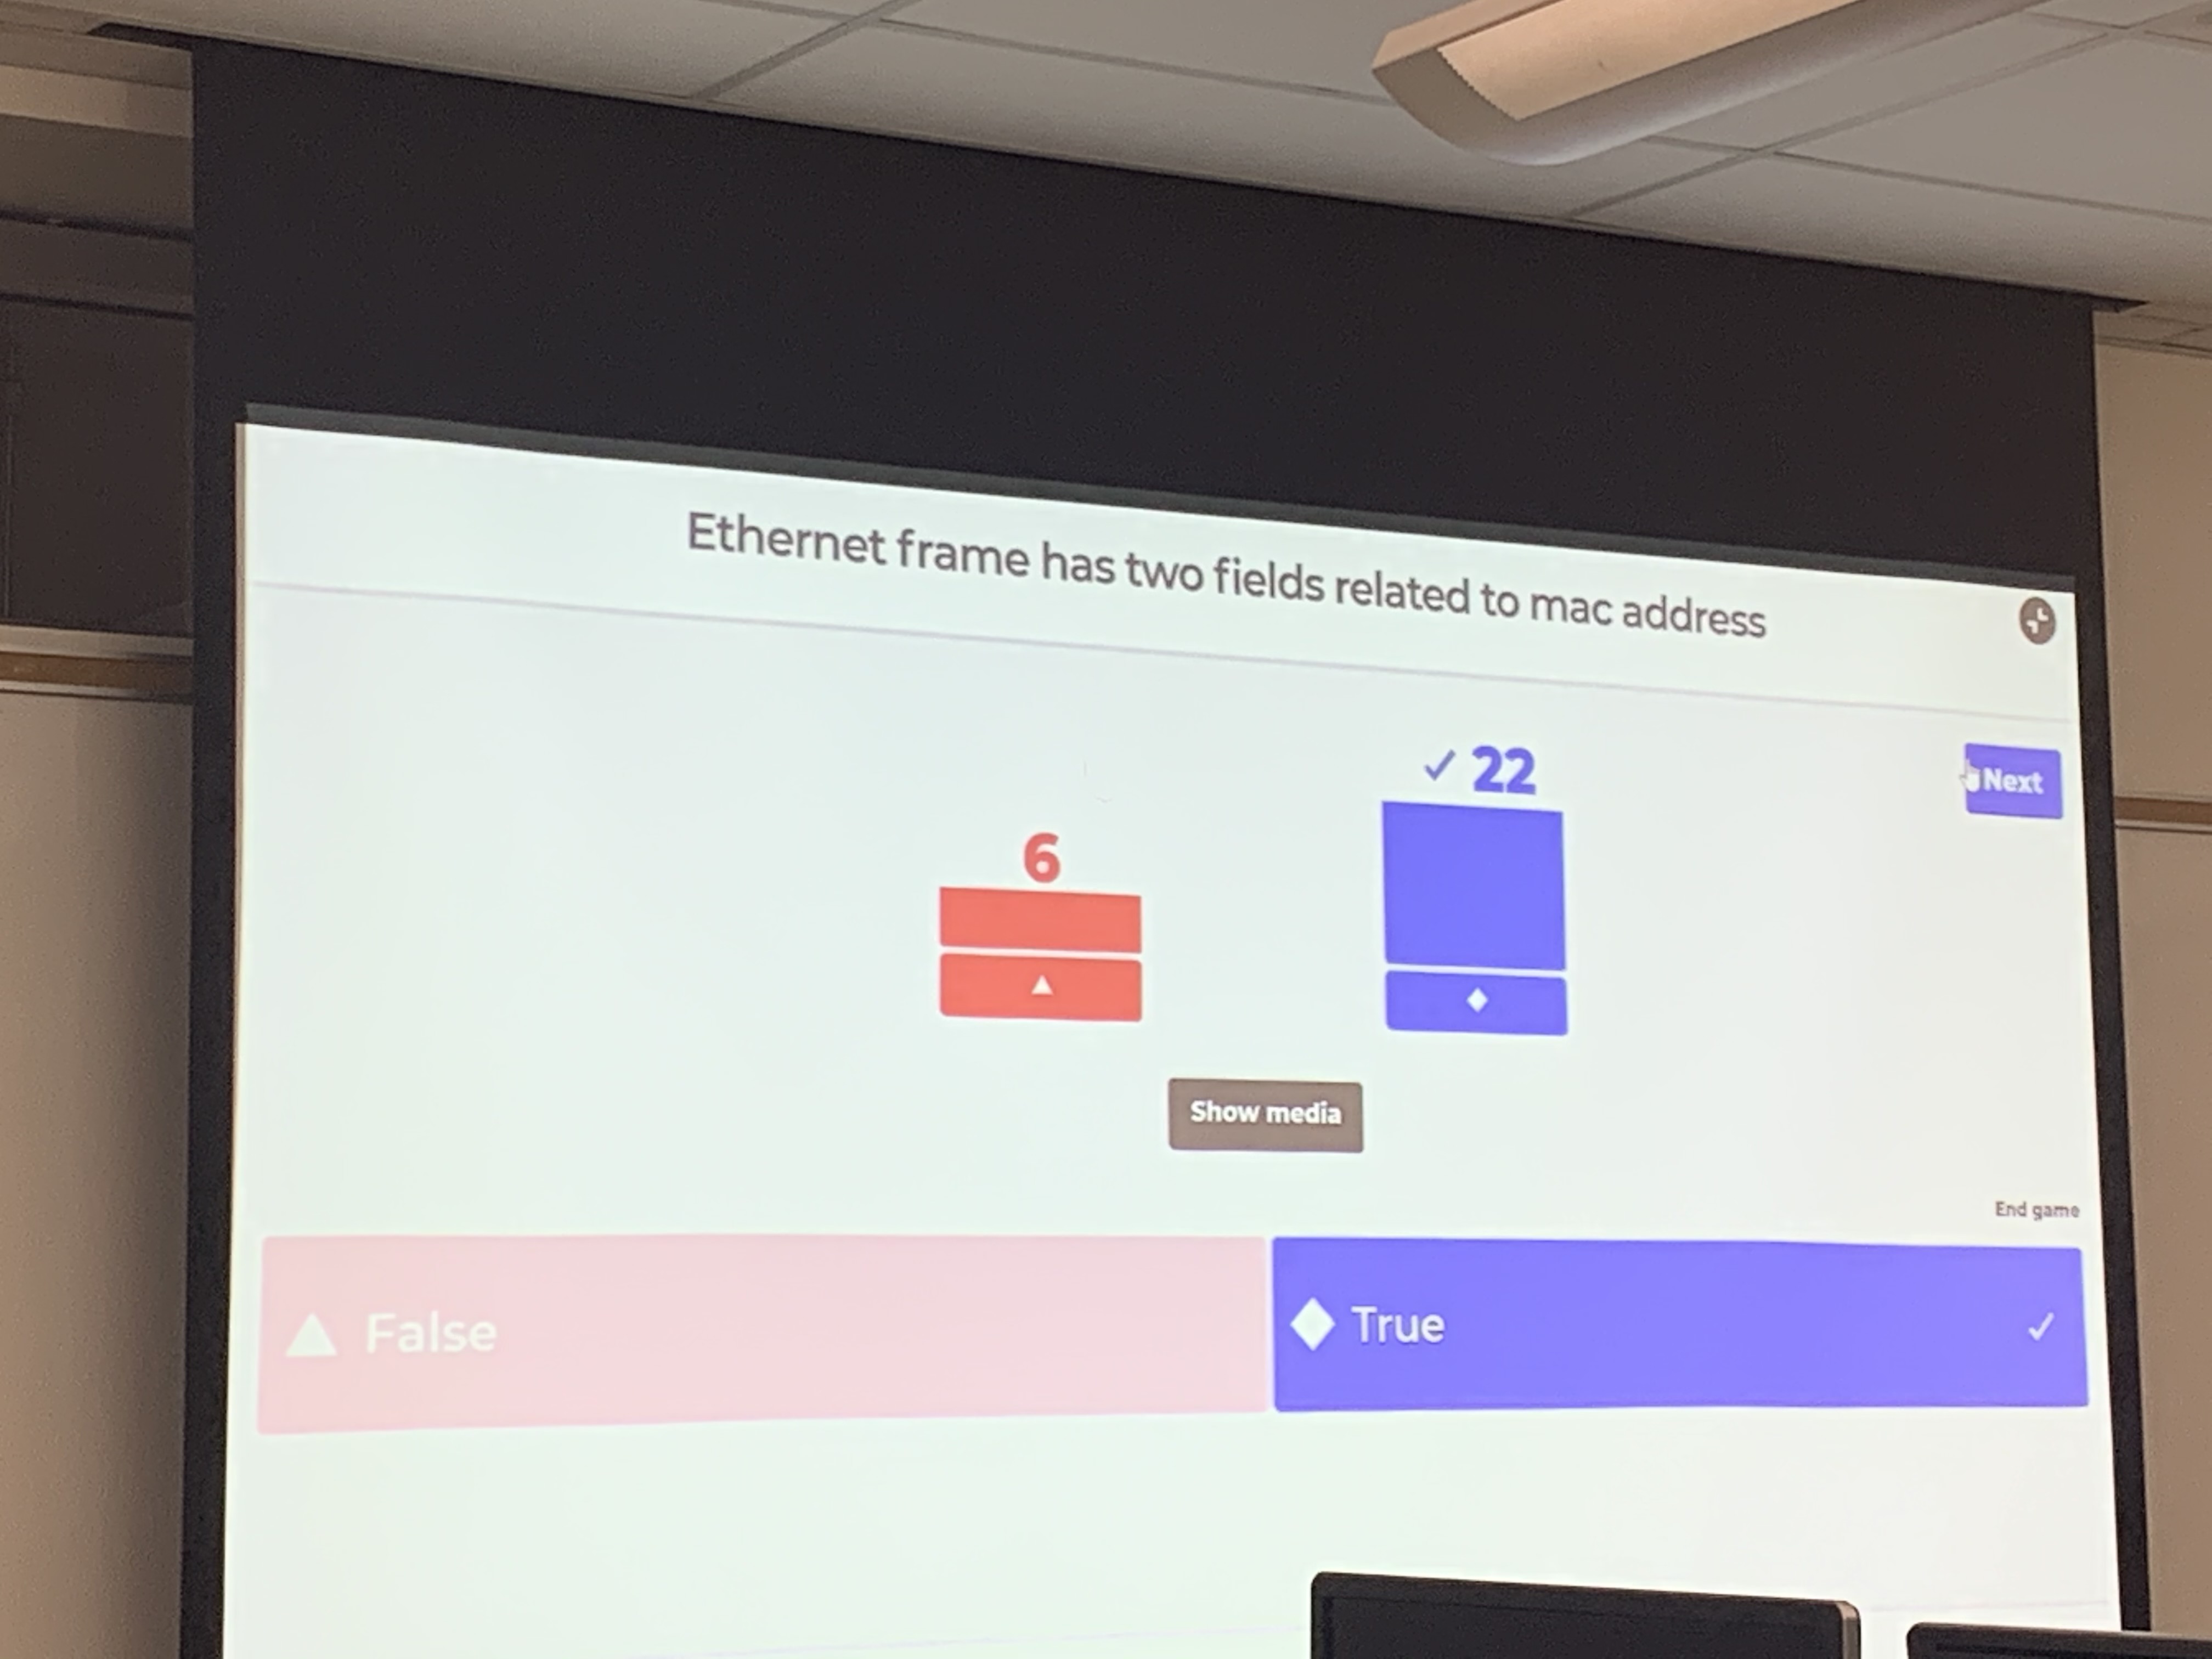 Ethernet frame has two fields related to mac address
✓ 22
Next
6
Show media
End game
False
True ✓